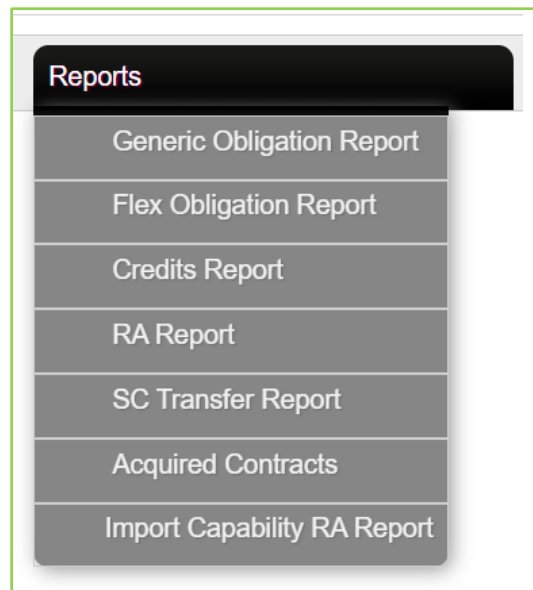 Reports
Generic Obligation Report
Flex Obligation Report
Credits Report
RA Report
SC Transfer Report
Acquired Contracts
Import Capability RA Report